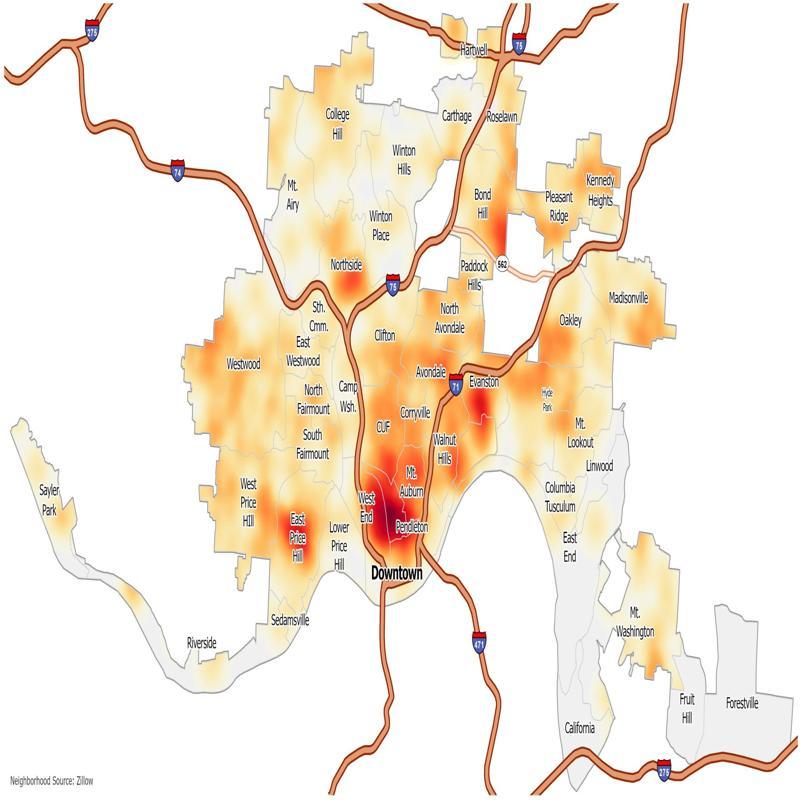 275
Hartwell
75
College
Hill
Carthage
Roselawn
Winton
Hills
74
Mt.
Airy
Kennedy
Heights
Pleasant
Ridge
Bond
Hill
Winton
Place
Northside
Paddock
Hills
562
75
Madisonville
Sth.
Cmm.
North
Avondale
Oakley
Clifton
East
Westwood
Westwood
Avondale
71
Evanston
North
Fairmount
Camp
Wsh.
Hyde
Park
Corryville
CUF
Mt.
Lookout
South
Fairmount
Walnut
Hills
Linwood
Mt.
Auburn
West
Price
HIll
Sayler
Park
West
End
Columbia
Tusculum
East
Price
Hill
Lower
Price
Hill
Pendleton
East
End
Downtown
Sedamsville
Mt.
Washington
Riverside
471
Fruit
Hill
Forestville
California
275
Neighborhood Source: Zillow